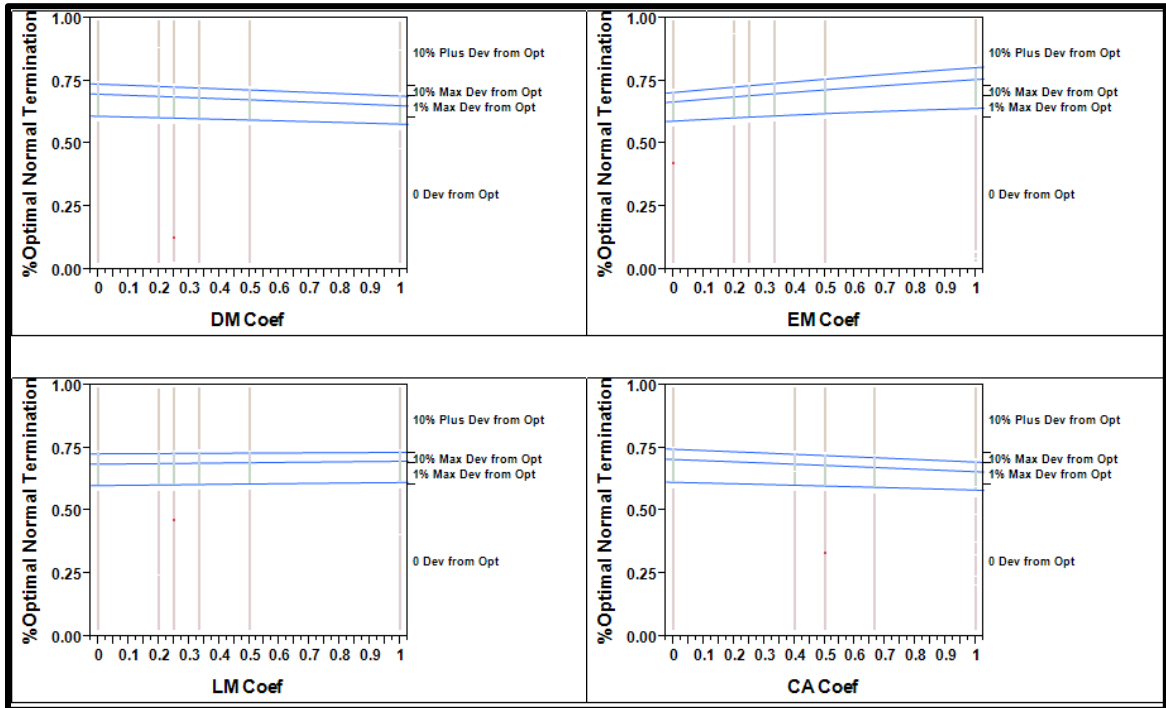 %Optimal Normal Termination
1.00
0.75
0.50
0.25
0.00
10% Plus Dev from Opt
10% Max Dev from Opt
1% Max Dev from Opt
0 Dev from Opt
0 0.1 0.2 0.3 0.4 0.5 0.6 0.7 0.8 0.9 1
DM Coef
%Optimal Normal Termination
1.00
0.75
0.50
0.25
0.00
10% Plus Dev from Opt
10% Max Dev from Opt
1% Max Dev from Opt
0 Dev from Opt
0 0.1 0.2 0.3 0.4 0.5 0.6 0.7 0.8 0.9 1
EM Coef
%Optimal Normal Termination
1.00
0.75
0.50
0.25
0.00
10% Plus Dev from Opt
10% Max Dev from Opt
1% Max Dev from Opt
0 Dev from Opt
0 0.1 0.2 0.3 0.4 0.5 0.6 0.7 0.8 0.9 1
LM Coef
%Optimal Normal Termination
1.00
0.75
0.50
0.25
0.00
10% Plus Dev from Opt
10% Max Dev from Opt
1% Max Dev from Opt
0 Dev from Opt
0 0.1 0.2 0.3 0.4 0.5 0.6 0.7 0.8 0.9 1
CA Coef